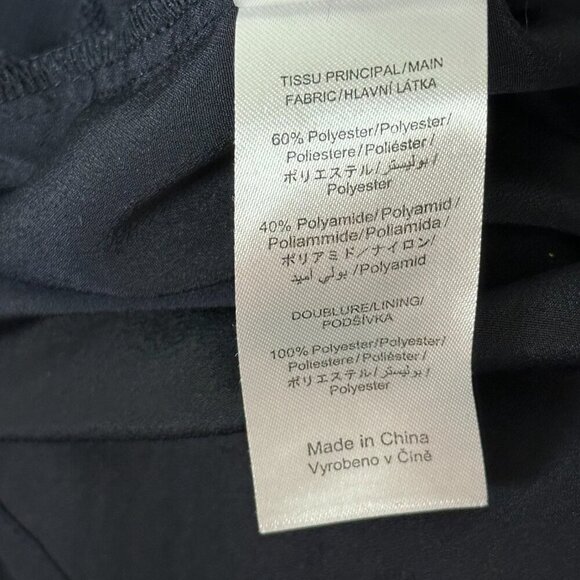 TISSU PRINCIPAL/MAIN
FABRIC/HLAVNÍ LÁTKA
60% Polyester/Polyester/
Poliestere/Poliéster/
ポリエステル/بوليستر/
Polyester
40% Polyamide/Polyamid/
Poliammide/Poliamida/
ポリアミド/ナイロン/
بولي أميد/Polyamid
DOUBLURE/LINING/
PODŠÍVKA
100% Polyester/Polyester/
Poliestere/Poliéster/
ポリエステル/بوليستر/
Polyester
Made in China
Vyrobeno v Číně